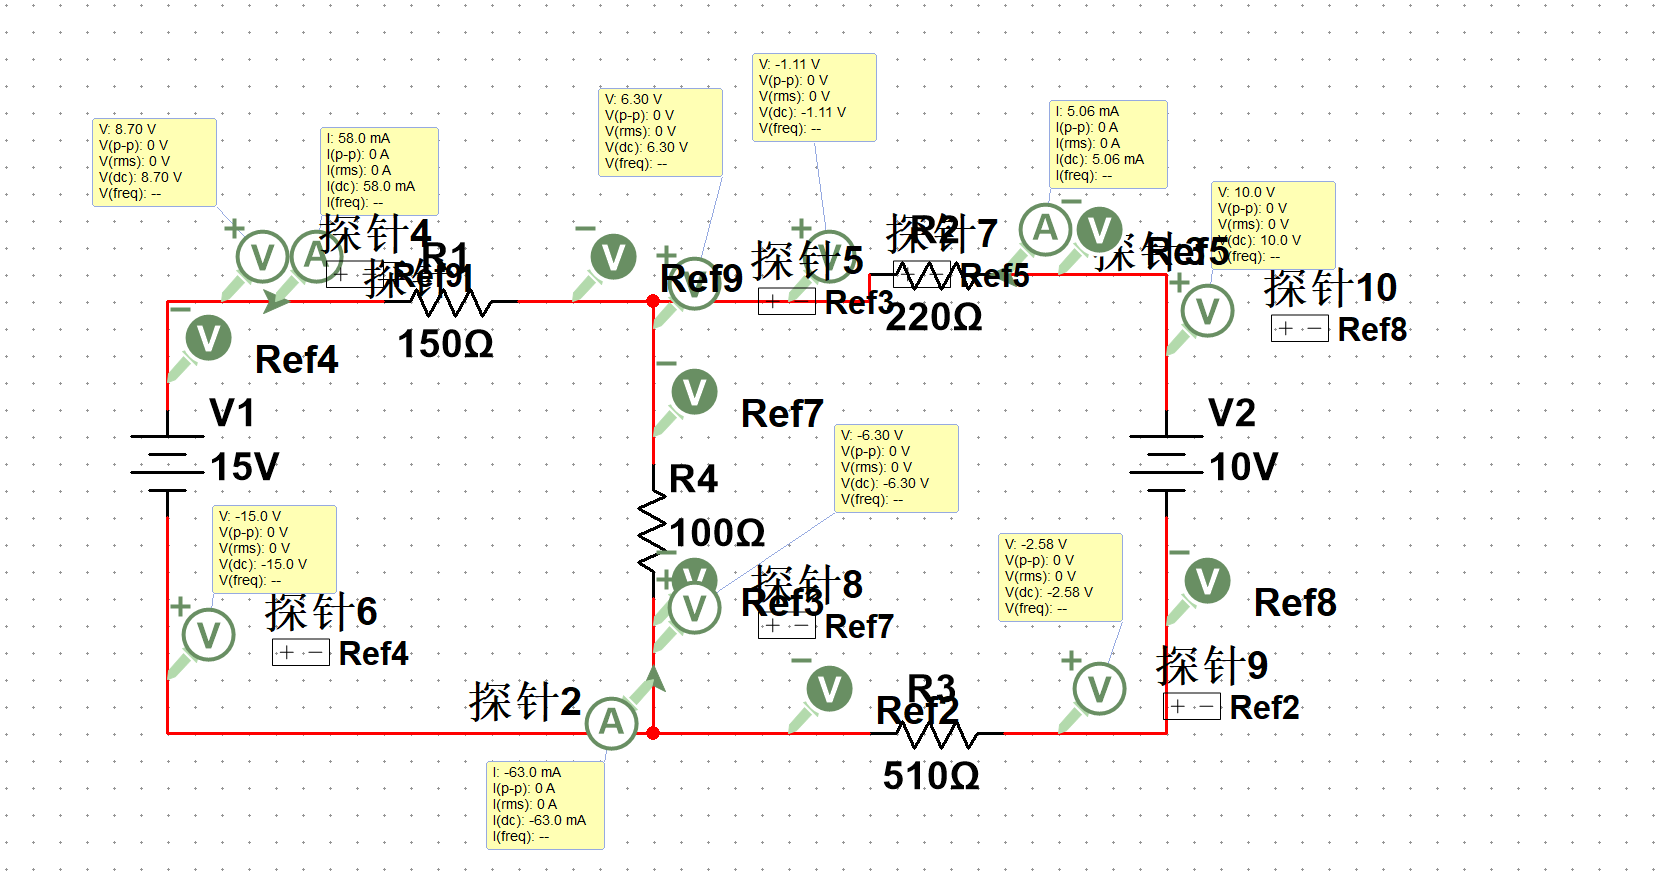 V: -1.11 V
V(p-p): 0 V
V(rms): 0 V
V(dc): -1.11 V
V(freq): --
V: 6.30 V
V(p-p): 0 V
V(rms): 0 V
V(dc): 6.30 V
V(freq): --
I: 5.06 mA
I(p-p): 0 A
I(rms): 0 A
I(dc): 5.06 mA
I(freq): --
V: 8.70 V
V(p-p): 0 V
V(rms): 0 V
V(dc): 8.70 V
V(freq): --
I: 58.0 mA
I(p-p): 0 A
I(rms): 0 A
I(dc): 58.0 mA
I(freq): --
V: 10.0 V
V(p-p): 0 V
V(rms): 0 V
V(dc): 10.0 V
V(freq): --
探针4
R1
Ref9
探针1
150Ω
Ref9
探针5
Ref3
探针7
R2
Ref5
220Ω
Ref5
探针10
Ref8
Ref4
V1
15V
Ref7
V2
10V
R4
100Ω
V: -6.30 V
V(p-p): 0 V
V(rms): 0 V
V(dc): -6.30 V
V(freq): --
V: -15.0 V
V(p-p): 0 V
V(rms): 0 V
V(dc): -15.0 V
V(freq): --
V: -2.58 V
V(p-p): 0 V
V(rms): 0 V
V(dc): -2.58 V
V(freq): --
探针6
Ref4
探针8
Ref3
Ref7
Ref8
探针9
Ref2
探针2
R3
Ref2
510Ω
I: -63.0 mA
I(p-p): 0 A
I(rms): 0 A
I(dc): -63.0 mA
I(freq): --